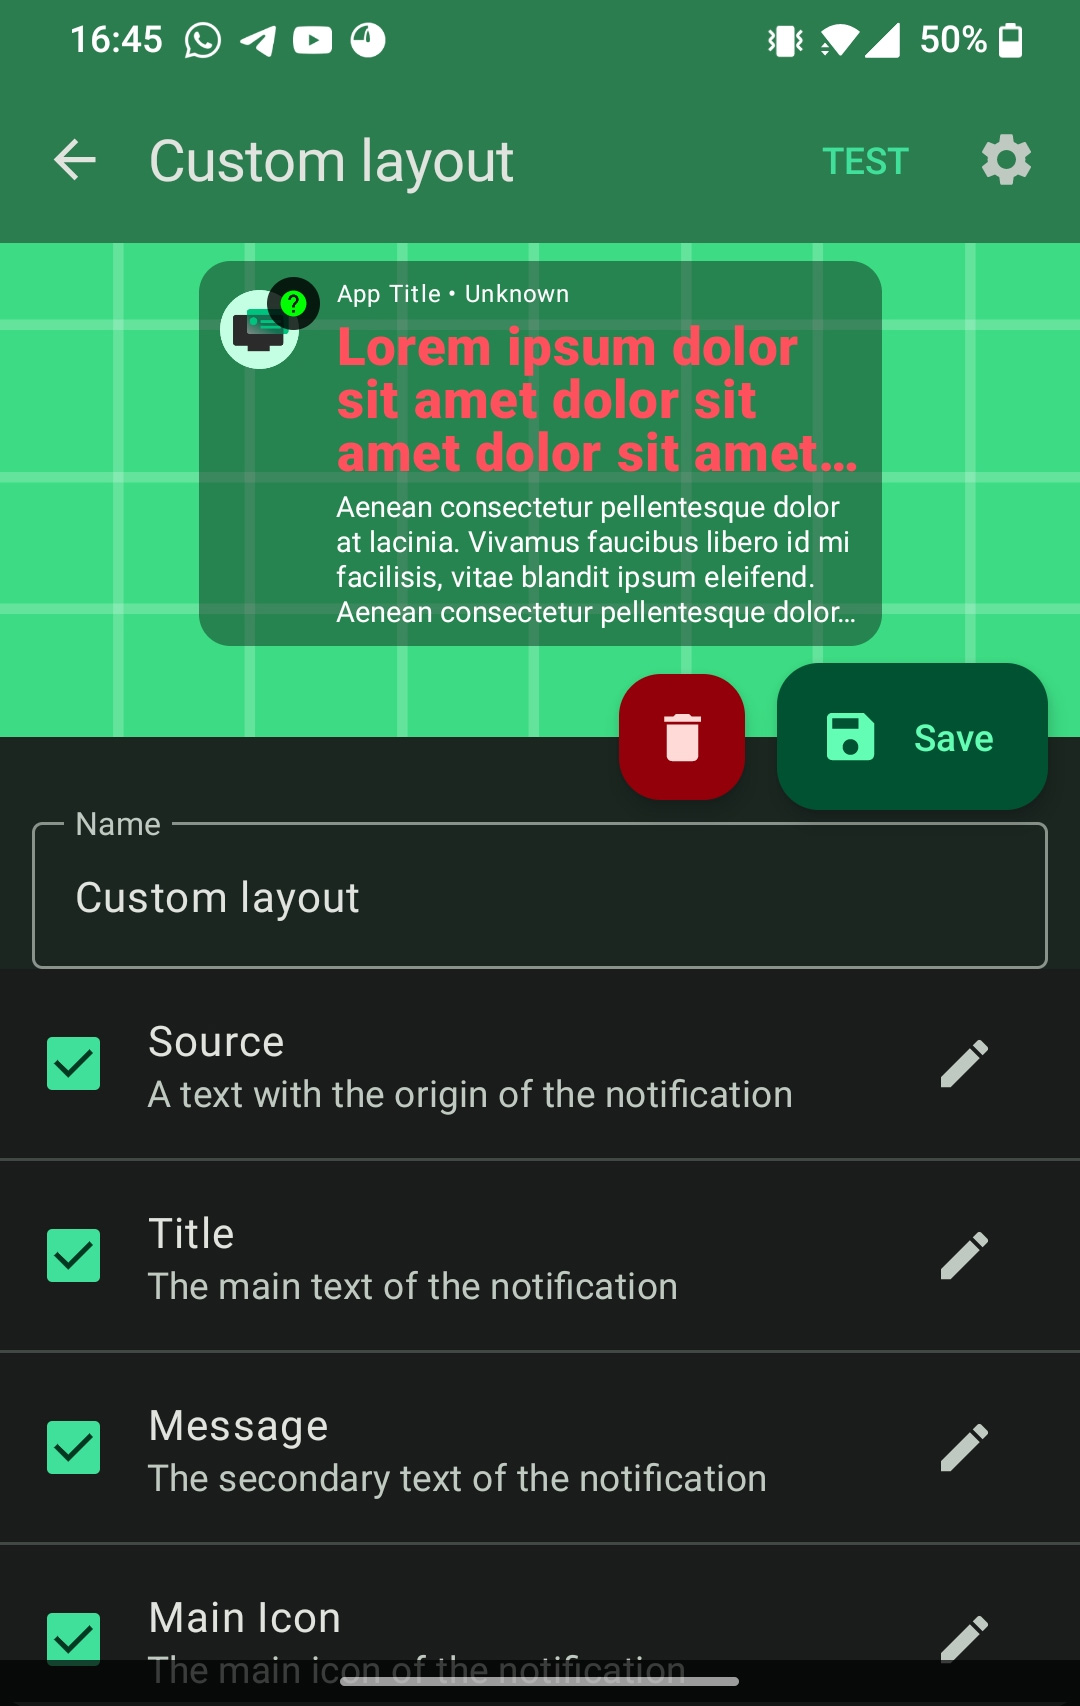 16:45
50%
Custom layout
TEST
App Title • Unknown
Lorem ipsum dolor
sit amet dolor sit
amet dolor sit amet…
Aenean consectetur pellentesque dolor
at lacinia. Vivamus faucibus libero id mi
facilisis, vitae blandit ipsum eleifend.
Aenean consectetur pellentesque dolor…
Save
Name
Custom layout
Source
A text with the origin of the notification
Title
The main text of the notification
Message
The secondary text of the notification
Main Icon
The main icon of the notification